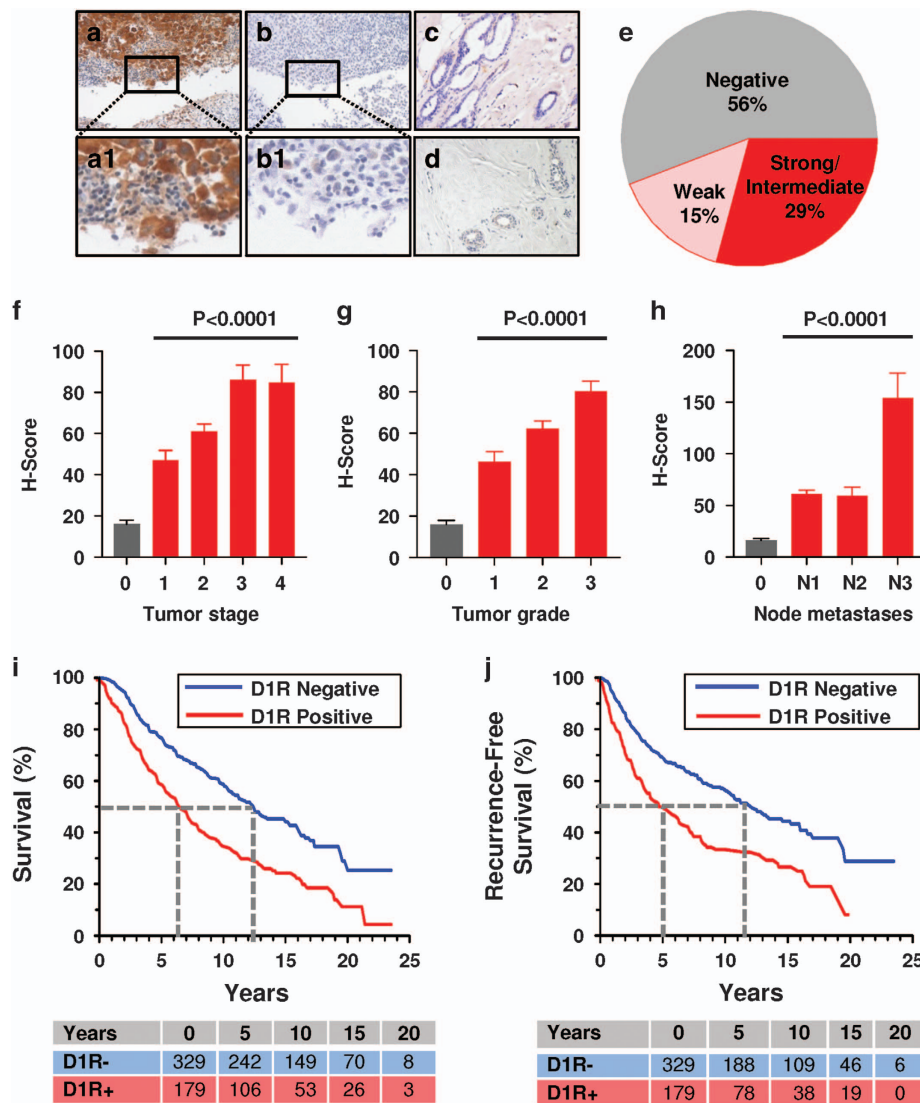 a
b
c
a1
b1
d
e
Negative
56%
Weak
15%
Strong/
Intermediate
29%
f
P<0.0001
H-Score
100
80
60
40
20
0
0 1 2 3 4
Tumor stage
g
P<0.0001
H-Score
100
80
60
40
20
0
0 1 2 3
Tumor grade
h
P<0.0001
H-Score
200
150
100
50
0
0 N1 N2 N3
Node metastases
i
D1R Negative
D1R Positive
Survival (%)
100
80
60
40
20
0
0 5 10 15 20 25
Years
Years 0 5 10 15 20
D1R- 329 242 149 70 8
D1R+ 179 106 53 26 3
j
D1R Negative
D1R Positive
Recurrence-Free
Survival (%)
100
80
60
40
20
0
0 5 10 15 20 25
Years
Years 0 5 10 15 20
D1R- 329 188 109 46 6
D1R+ 179 78 38 19 0